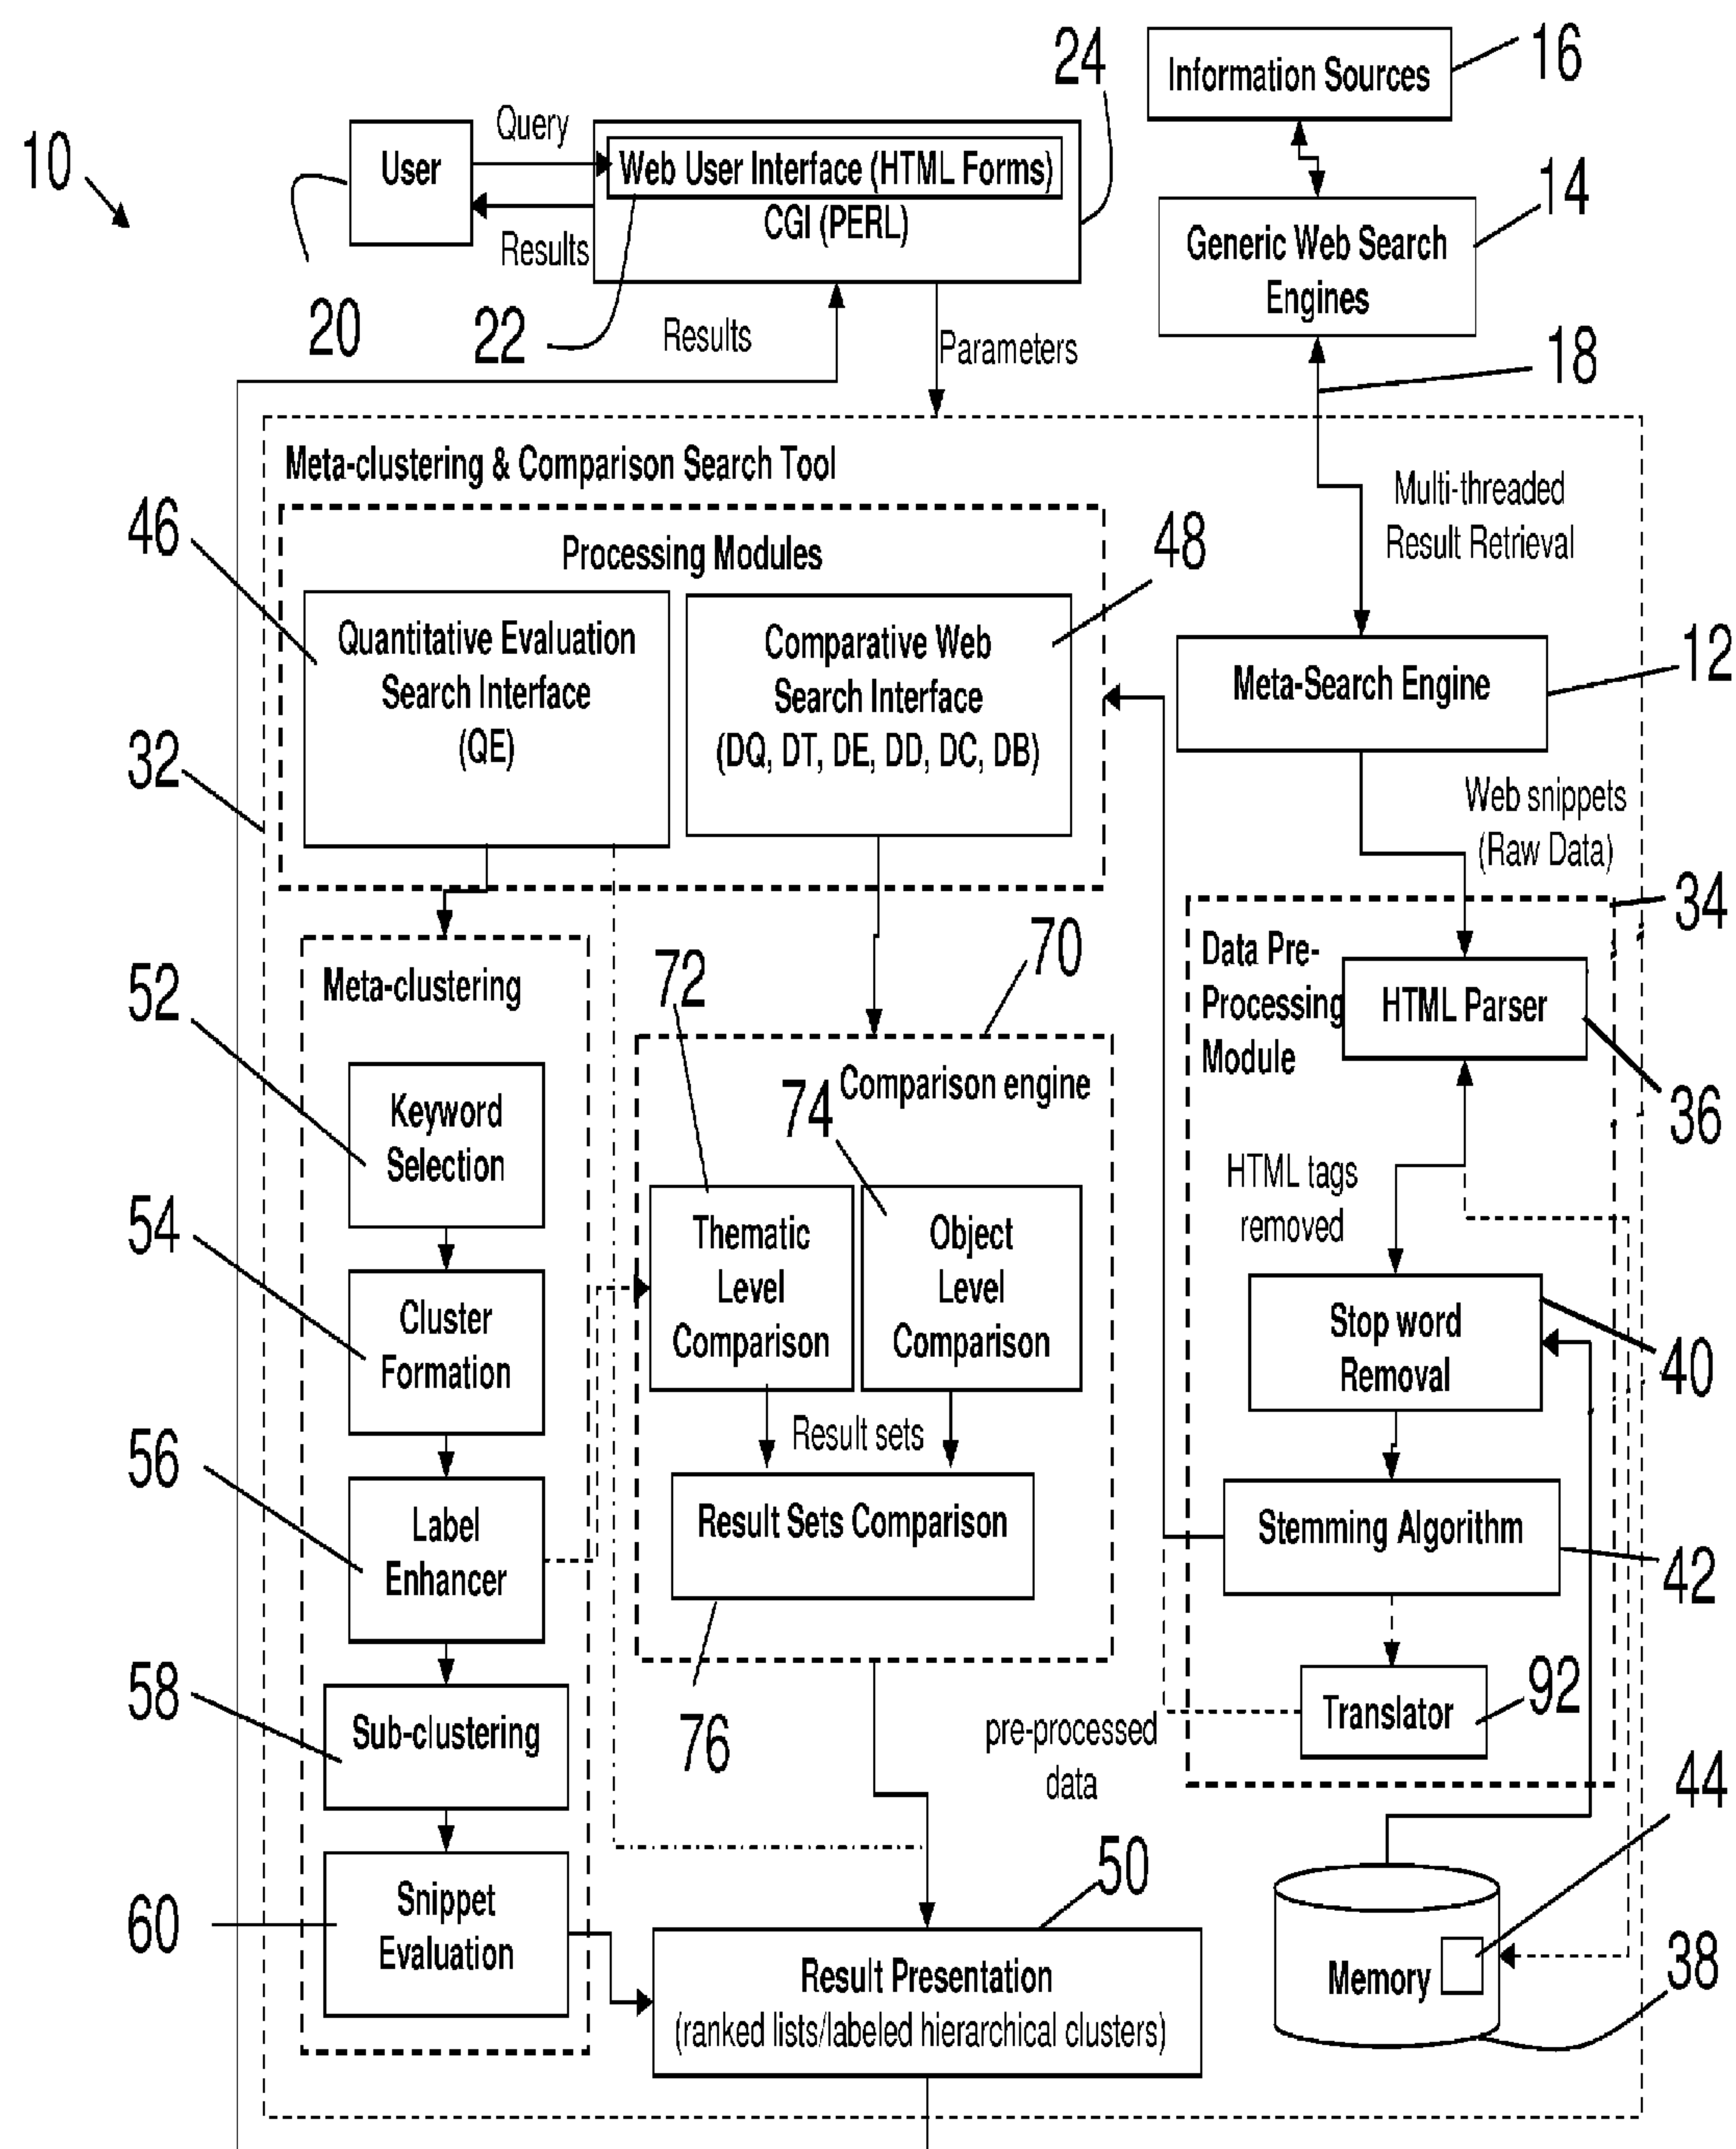 24
Information Sources
16
10
User
Query
Web User Interface (HTML Forms)
CGI (PERL)
Results
20
22
14
Generic Web Search
Engines
Results
Parameters
18
Meta-clustering & Comparison Search Tool
Multi-threaded
Result Retrieval
46
Processing Modules
48
Quantitative Evaluation
Search Interface
(QE)
Comparative Web
Search Interface
(DQ, DT, DE, DD, DC, DB)
Meta-Search Engine
12
32
Web snippets
(Raw Data)
34
Meta-clustering
52
Keyword
Selection
54
Cluster
Formation
56
Label
Enhancer
58
Sub-clustering
60
Snippet
Evaluation
70
72
74
Comparison engine
Thematic
Level
Comparison
Object
Level
Comparison
Result sets
Result Sets Comparison
76
Data Pre-
Processing
Module
HTML Parser
36
HTML tags
removed
Stop word
Removal
40
Stemming Algorithm
42
Translator
92
pre-processed
data
44
50
Result Presentation
(ranked lists/labeled hierarchical clusters)
Memory
38